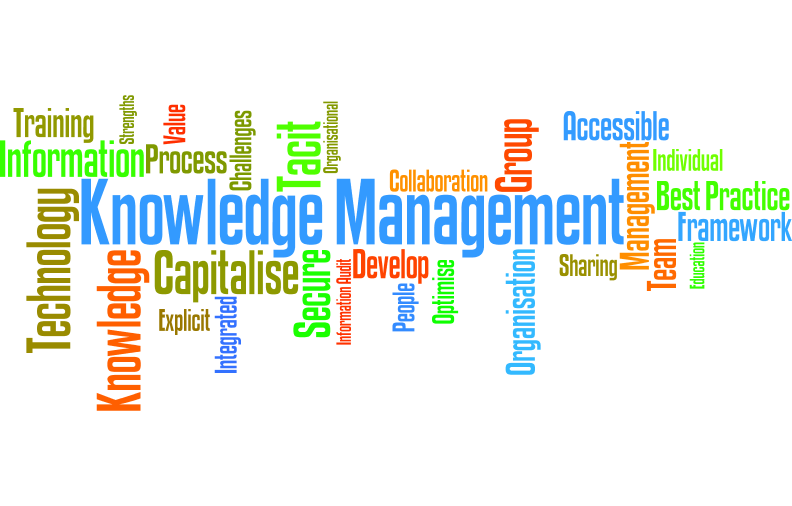 Training
Strengths
Value
Challenges
Tacit
Organisational
Group
Accessible
Information
Process
Collaboration
Management
Individual
Best Practice
Technology
Knowledge Management
Framework
Knowledge
Capitalise
Secure
Information Audit
Develop
Optimise
Organisation
Sharing
Team
Education
Explicit
Integrated
People